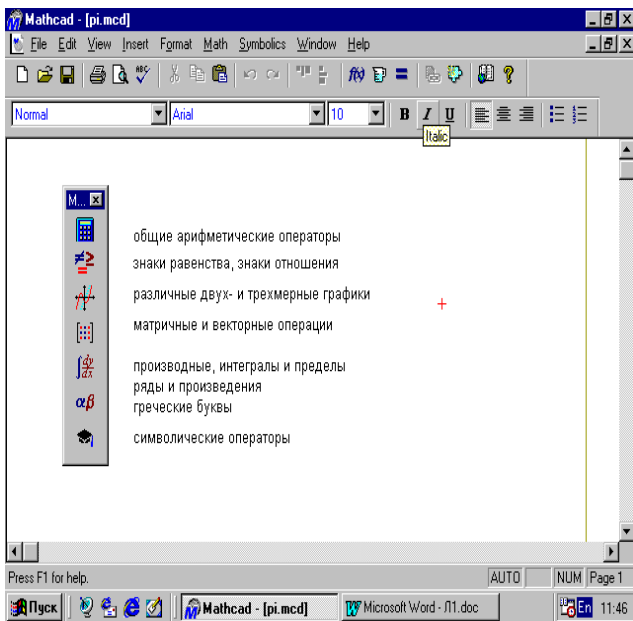 Mathcad - [pi.mcd]
File Edit View Insert Format Math Symbolics Window Help
Normal Arial 10 B I U
Italic
M...
общие арифметические операторы
знаки равенства, знаки отношения
различные двух- и трехмерные графики
матричные и векторные операции
производные, интегралы и пределы
ряды и произведения
αβ греческие буквы
символические операторы
Press F1 for help. AUTO NUM Page 1
Пуск Mathcad - [pi.mcd] Microsoft Word - Л1.doc En 11:46